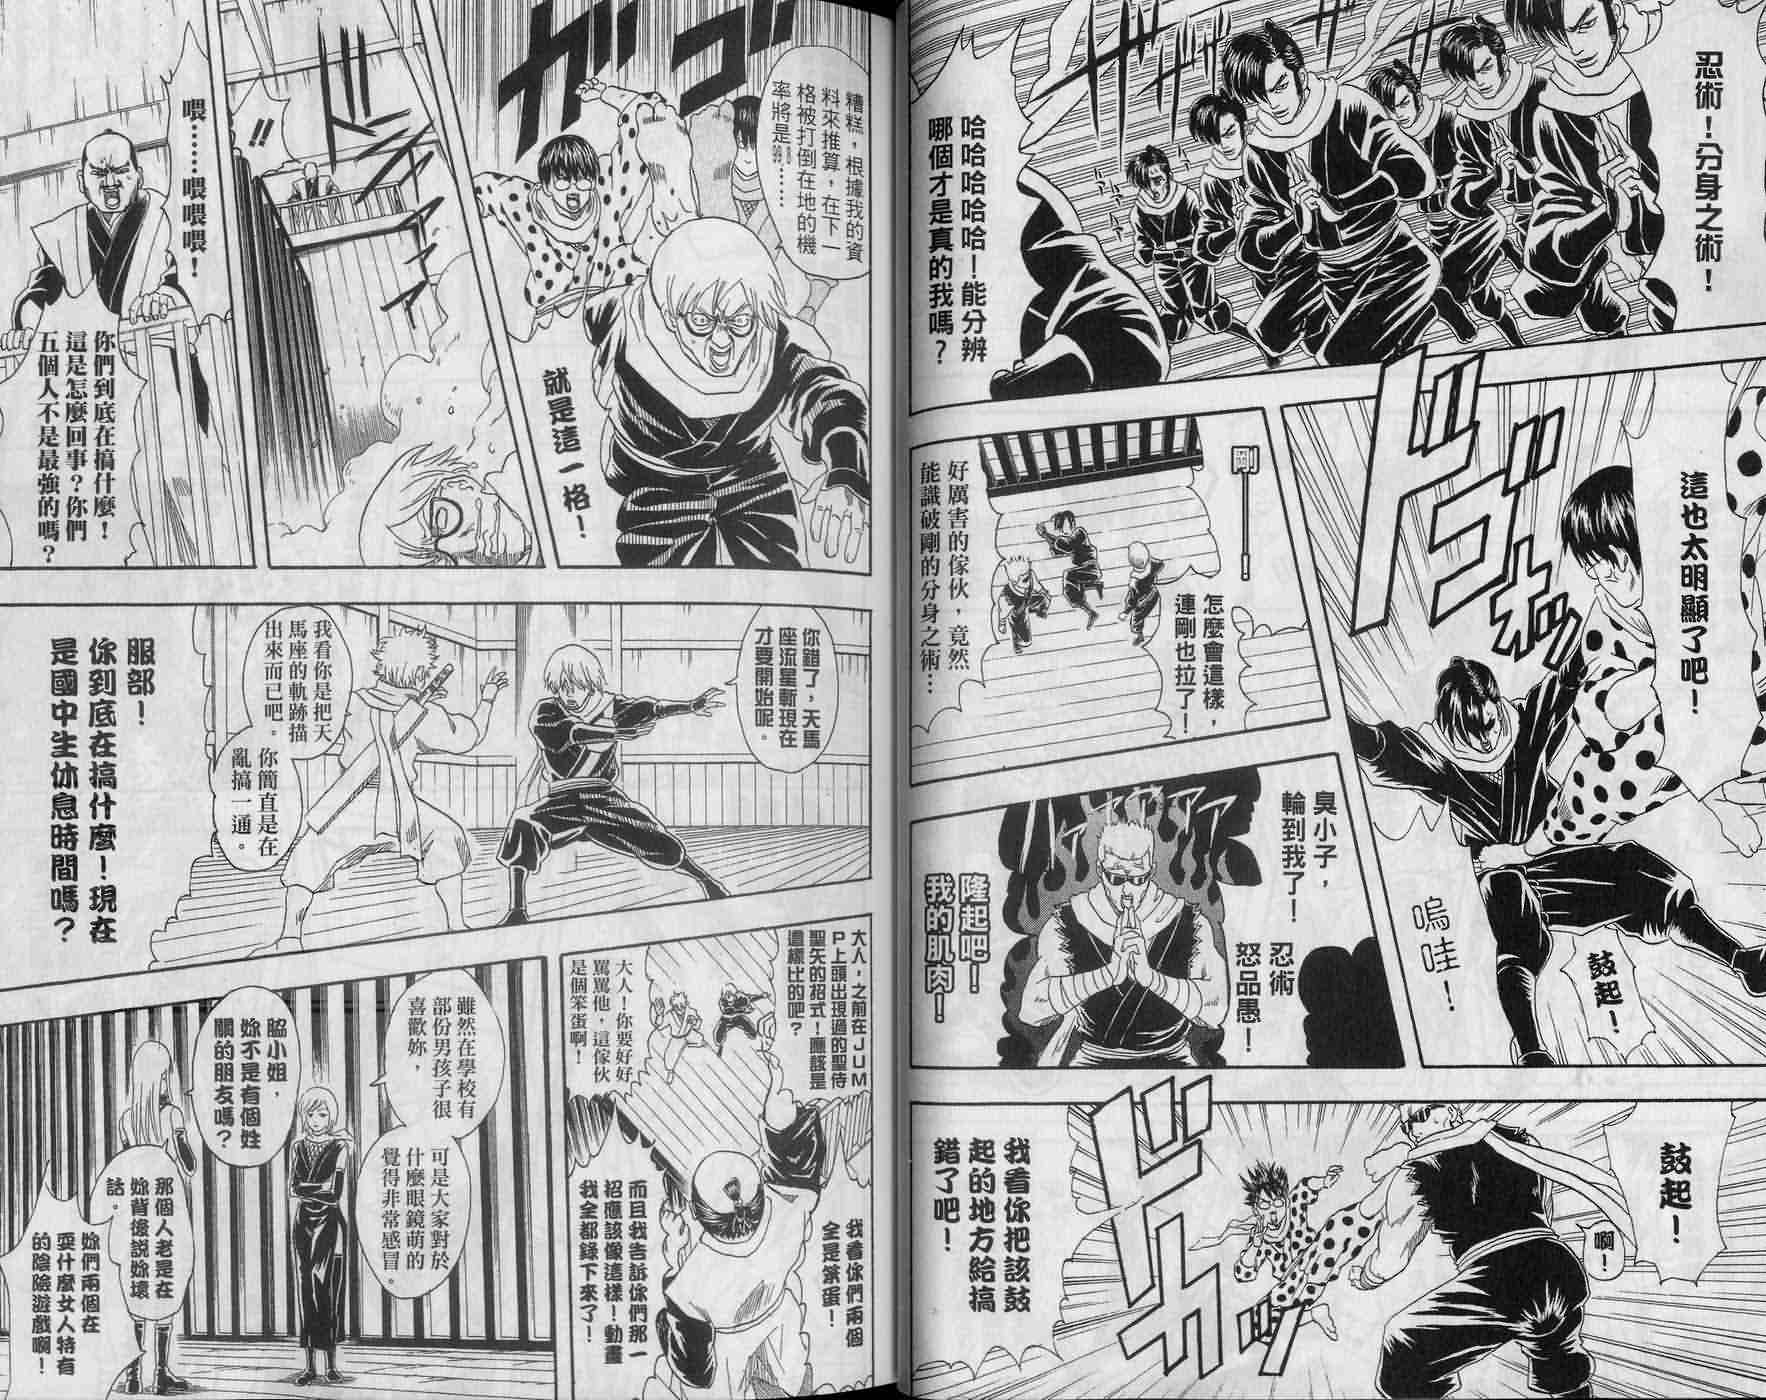 忍術！分身之術！
哈哈哈哈哈！能分辨
哪個才是真的我嗎？
這也太明顯了吧！
嗚哇！
鼓起！
剛——！
怎麼會這樣，
連剛也拉了！
好厲害的傢伙，竟然
能識破剛的分身之術…
臭小子，
輪到我了！
忍術
怒品愚！
隆起吧！
我的肌肉！
鼓起！
啊！
我看你把該鼓
起的地方給搞
錯了吧！
糟糕，根據我的資
料來推算，在下一
格被打倒在地的機
率將是99.99……
就是這一格！
!!
喂……喂喂喂！
你們到底在搞什麼！
這是怎麼回事？你們
五個人不是最強的嗎？
你錯了，天馬
座流星斬現在
才要開始呢。
我看你是把天
馬座的軌跡描
出來而已吧。
你簡直是在
亂搞一通。
服部！
你到底在搞什麼！現在
是國中生休息時間嗎？
大人，之前在JUM
P上頭出現過的聖侍
聖矢的招式！應該是
這樣比的吧？
大人！你要好好
罵罵他，這傢伙
是個笨蛋啊！
我看你們兩個
全是笨蛋！
而且我告訴你們那一
招應該像這樣！動畫
我全都錄下來了！
雖然在學校有
部份男孩子很
喜歡妳，
可是大家對於
什麼眼鏡萌的
覺得非常感冒。
脇小姐，
妳不是有個姓
關的朋友嗎？
那個人老是在
妳背後說妳壞
話。
妳們兩個在
耍什麼女人特有
的陰險遊戲啊！